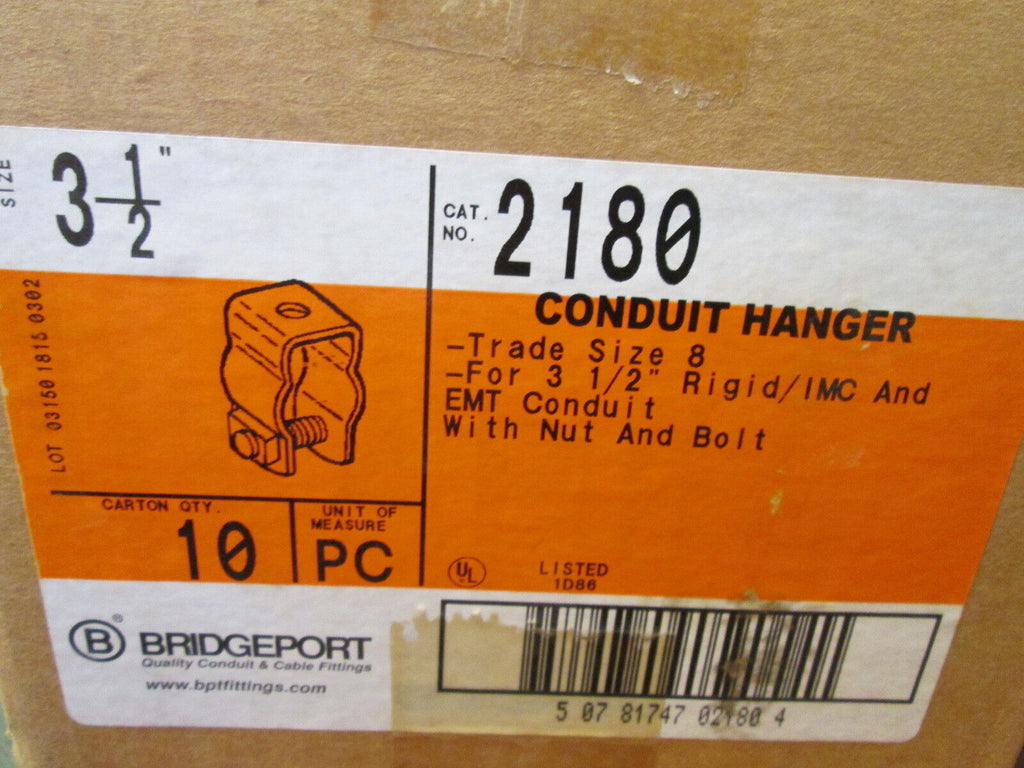 SIZE
3 1/2"
CAT. NO. 2180
CONDUIT HANGER
-Trade Size 8
-For 3 1/2" Rigid/IMC And
EMT Conduit
With Nut And Bolt
LOT 03150 1815 0302
CARTON QTY.
10
UNIT OF
MEASURE
PC
UL
LISTED
1D86
B ®
BRIDGEPORT
Quality Conduit & Cable Fittings
www.bptfittings.com
5 07 81747 02180 4